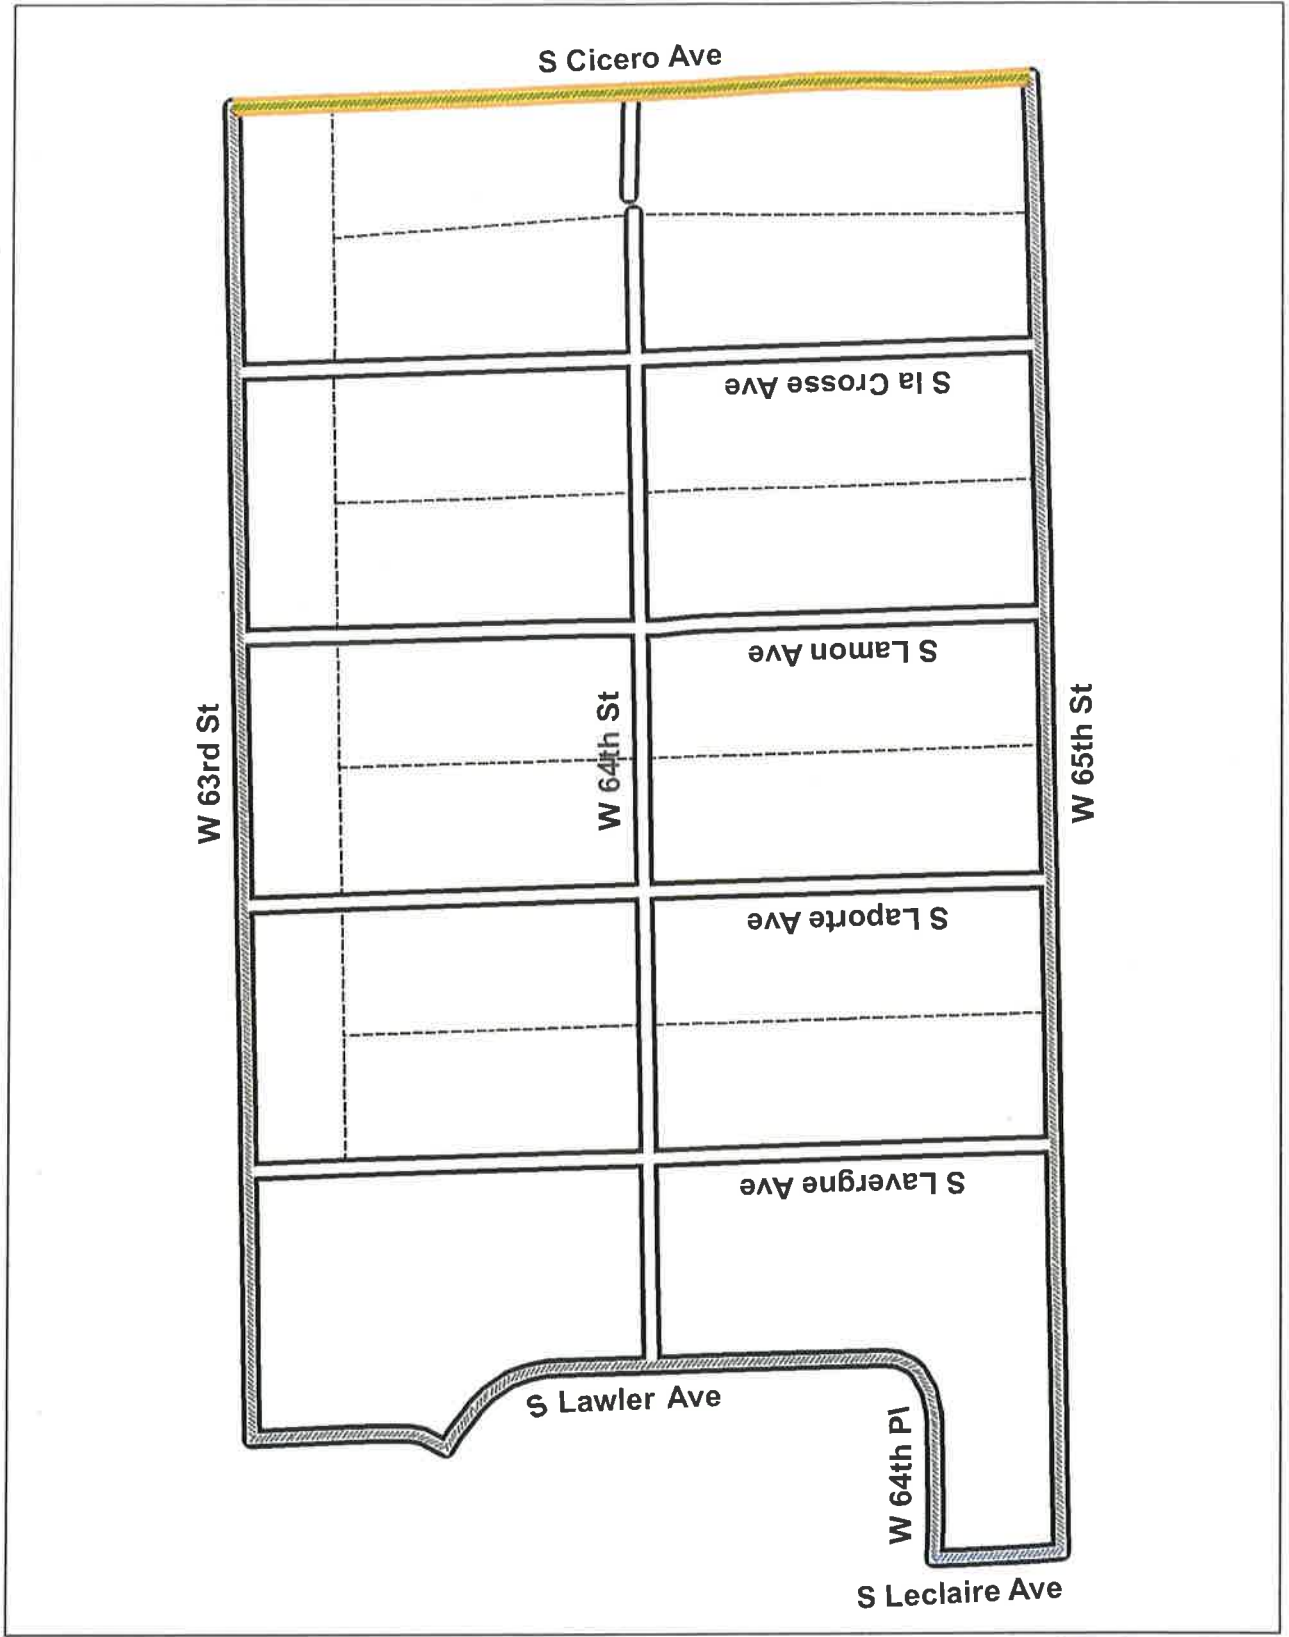 S Cicero Ave
S la Crosse Ave
S Lamon Ave
W 63rd St
W 64th St
W 65th St
S Laporte Ave
S Lavergne Ave
S Lawler Ave
W 64th Pl
S Leclaire Ave